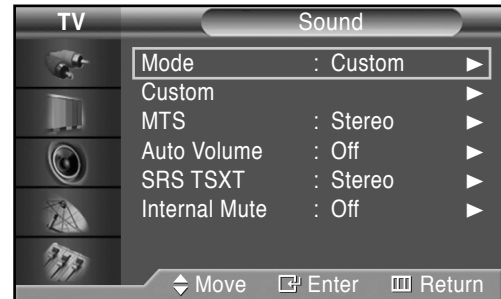 TV Sound
Mode : Custom ►
Custom ►
MTS : Stereo ►
Auto Volume : Off ►
SRS TSXT : Stereo ►
Internal Mute : Off ►
Move Enter Return